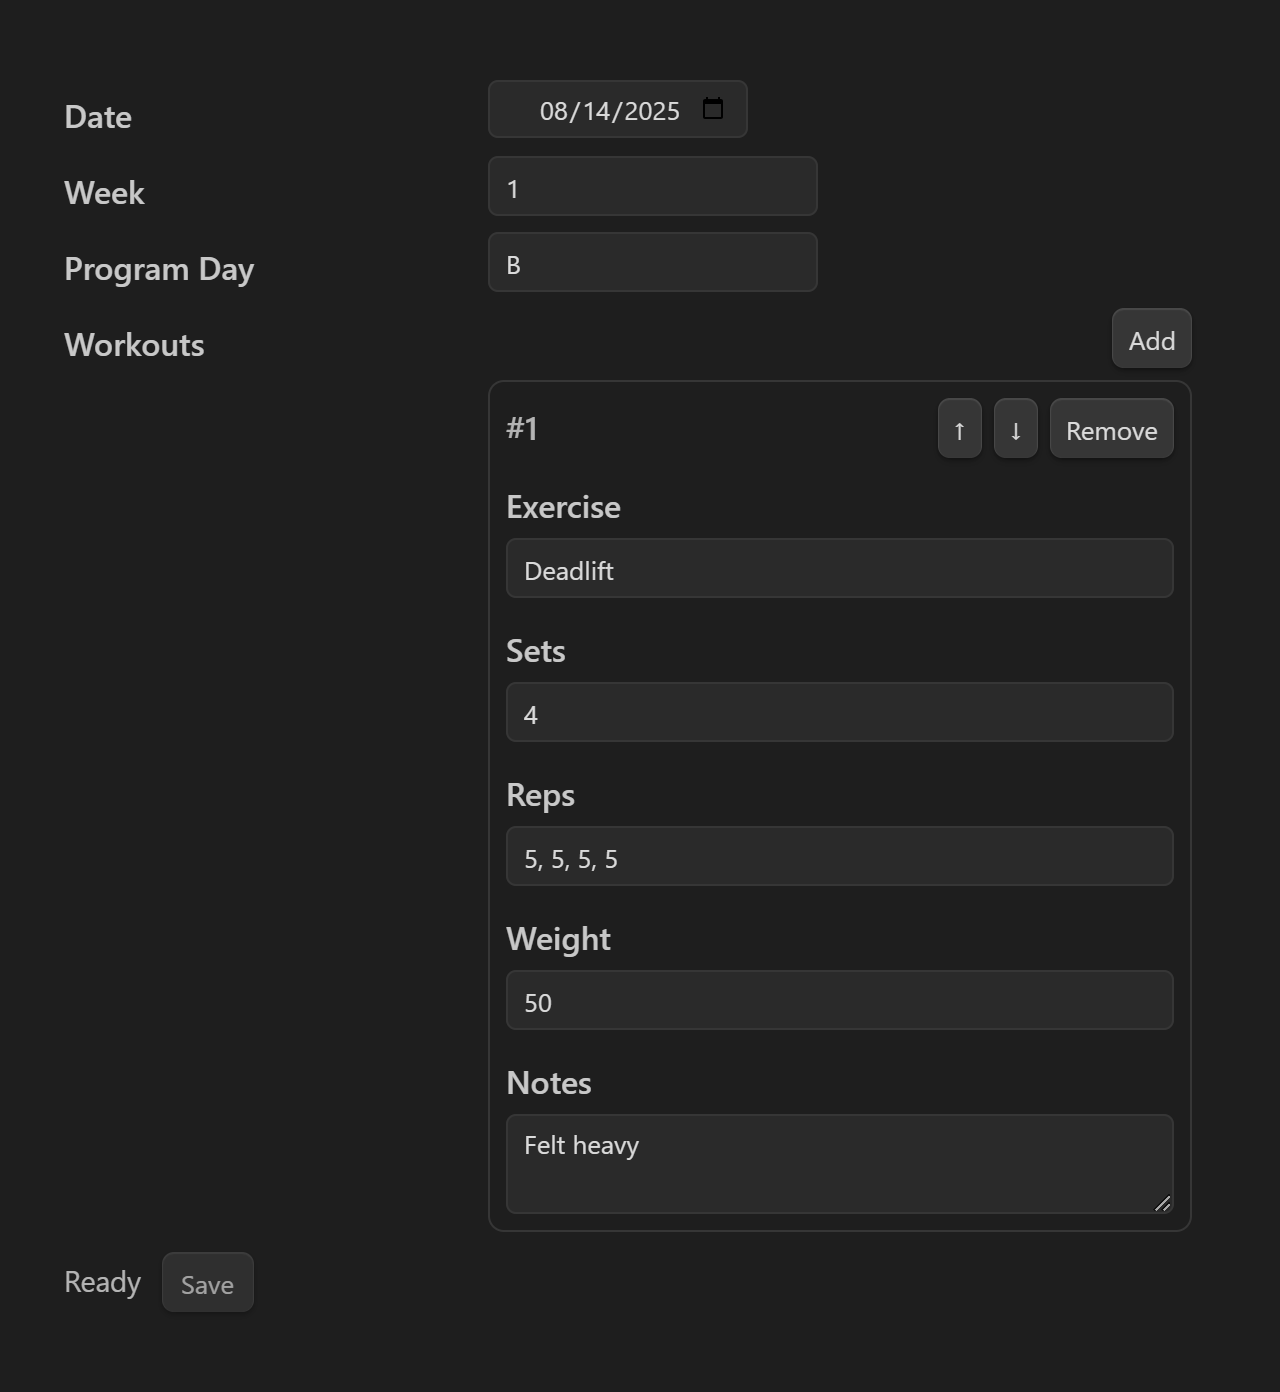 Date
08/14/2025
Week
1
Program Day
B
Workouts
Add
#1
↑ ↓ Remove
Exercise
Deadlift
Sets
4
Reps
5, 5, 5, 5
Weight
50
Notes
Felt heavy
Ready
Save